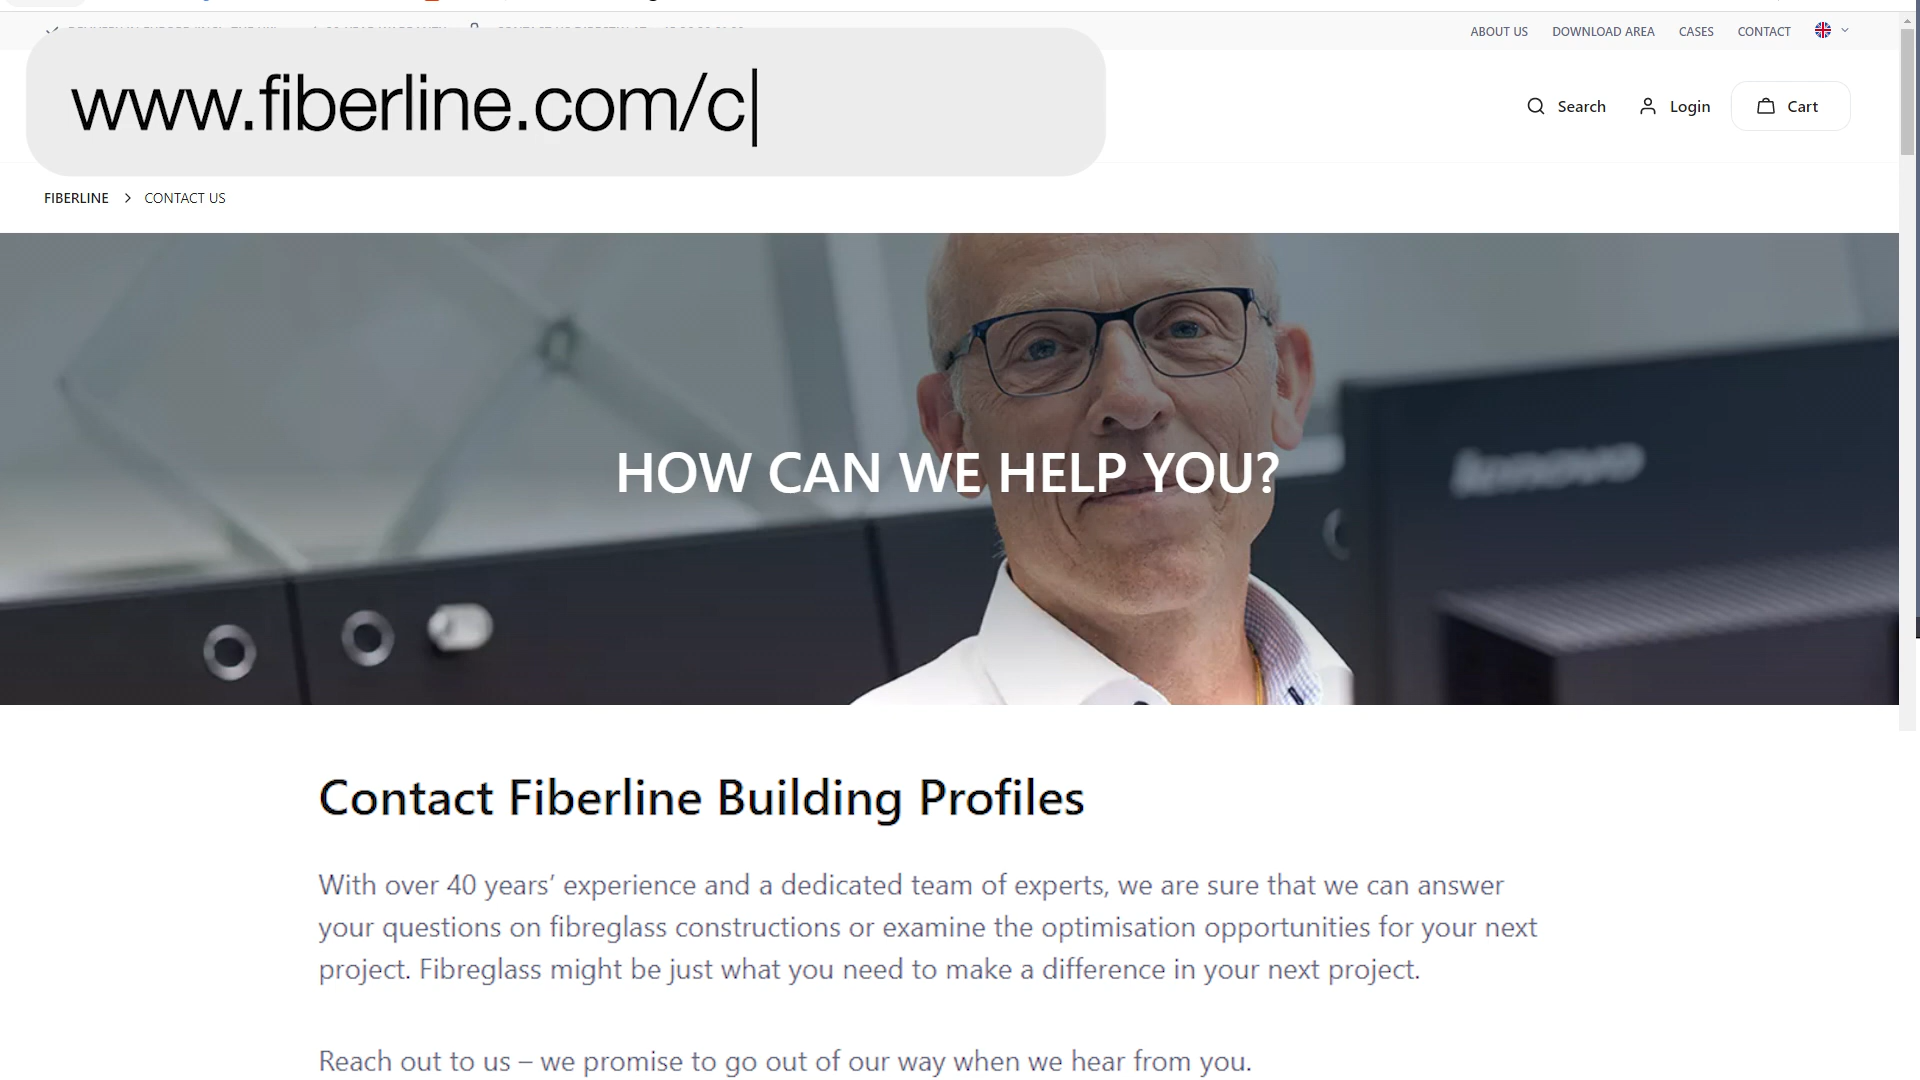 ABOUT US DOWNLOAD AREA CASES CONTACT
www.fiberline.com/c
Search Login Cart
FIBERLINE > CONTACT US
lenovo
HOW CAN WE HELP YOU?
Contact Fiberline Building Profiles
With over 40 years’ experience and a dedicated team of experts, we are sure that we can answer
your questions on fibreglass constructions or examine the optimisation opportunities for your next
project. Fibreglass might be just what you need to make a difference in your next project.
Reach out to us – we promise to go out of our way when we hear from you.